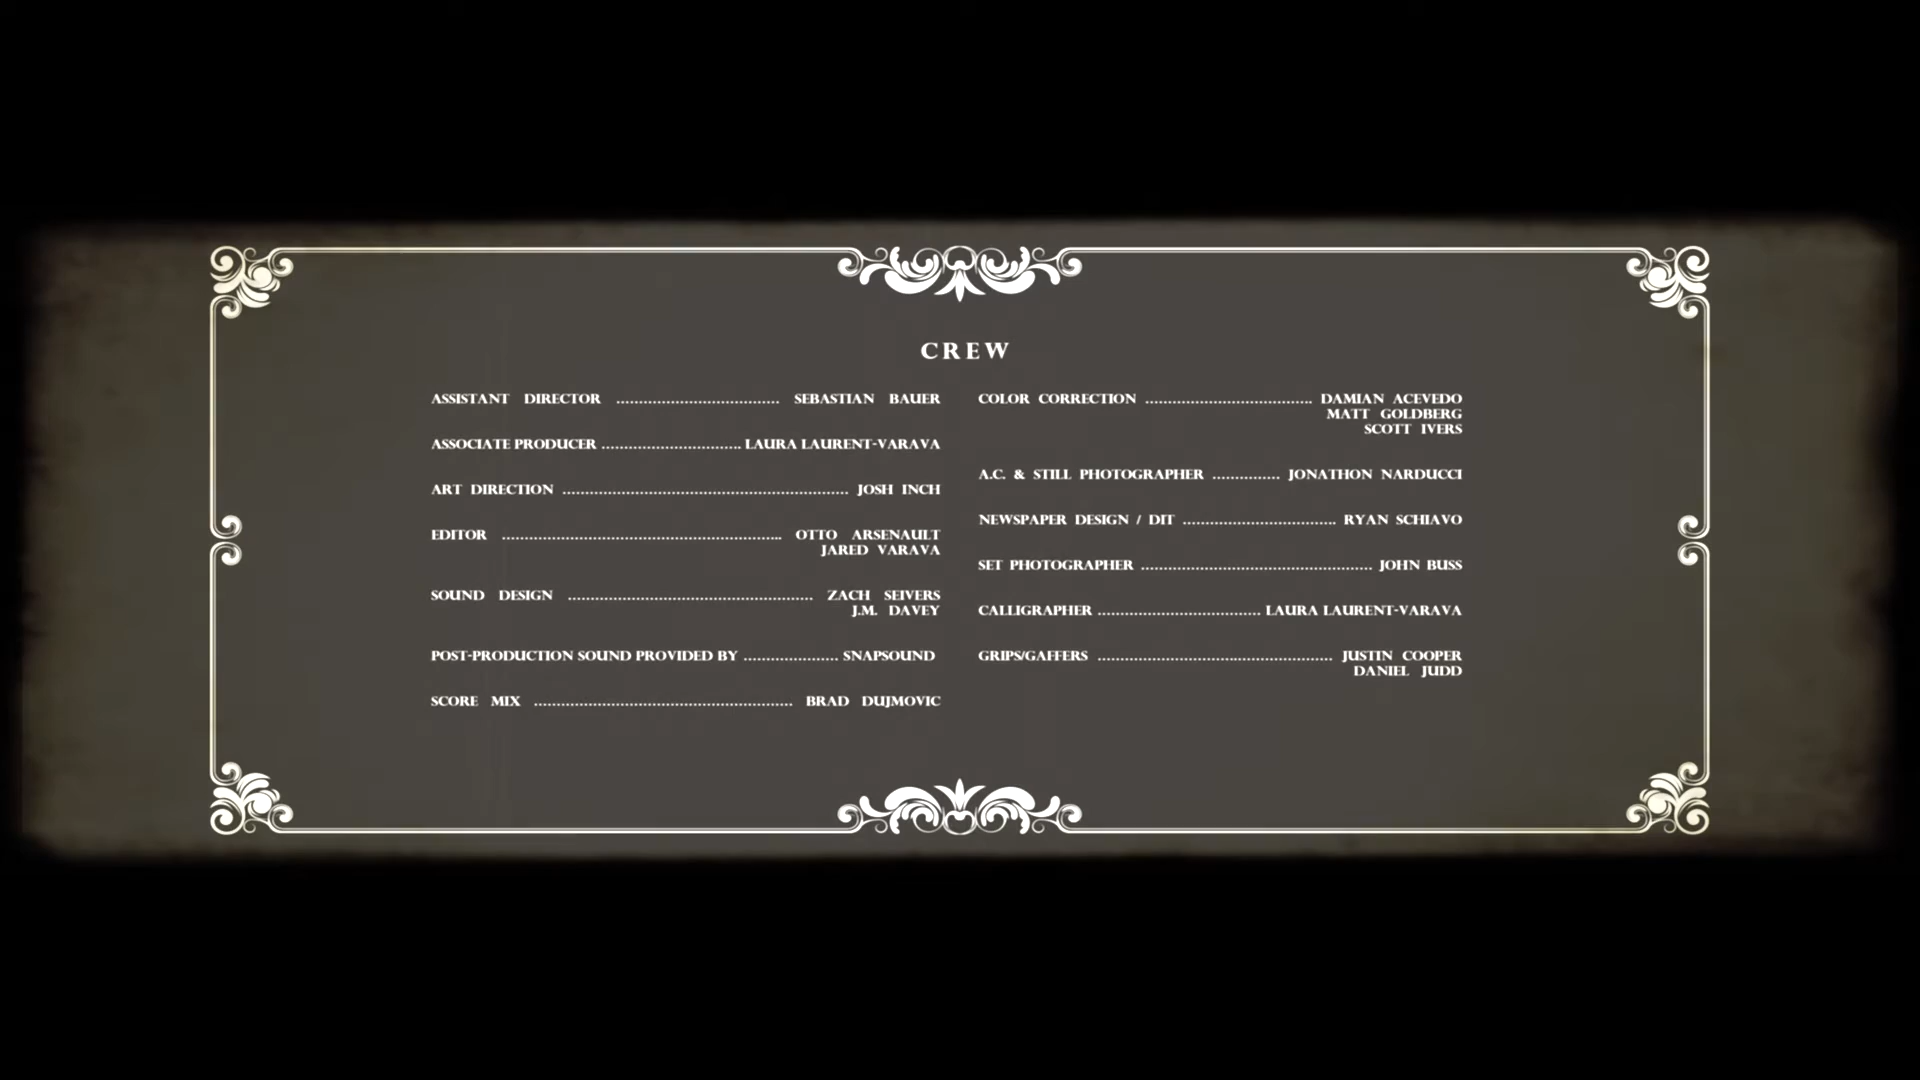 CREW
ASSISTANT DIRECTOR .................................... SEBASTIAN BAUER
ASSOCIATE PRODUCER ............................... LAURA LAURENT-VARAVA
ART DIRECTION ............................................................... JOSH INCH
EDITOR .............................................................. OTTO ARSENAULT
JARED VARAVA
SOUND DESIGN ...................................................... ZACH SEIVERS
J.M. DAVEY
POST-PRODUCTION SOUND PROVIDED BY ..................... SNAPSOUND
SCORE MIX ......................................................... BRAD DUJMOVIC
COLOR CORRECTION ..................................... DAMIAN ACEVEDO
MATT GOLDBERG
SCOTT IVERS
A.C. & STILL PHOTOGRAPHER ............... JONATHON NARDUCCI
NEWSPAPER DESIGN / DIT .................................. RYAN SCHIAVO
SET PHOTOGRAPHER ................................................... JOHN BUSS
CALLIGRAPHER .................................... LAURA LAURENT-VARAVA
GRIPS/GAFFERS .................................................... JUSTIN COOPER
DANIEL JUDD